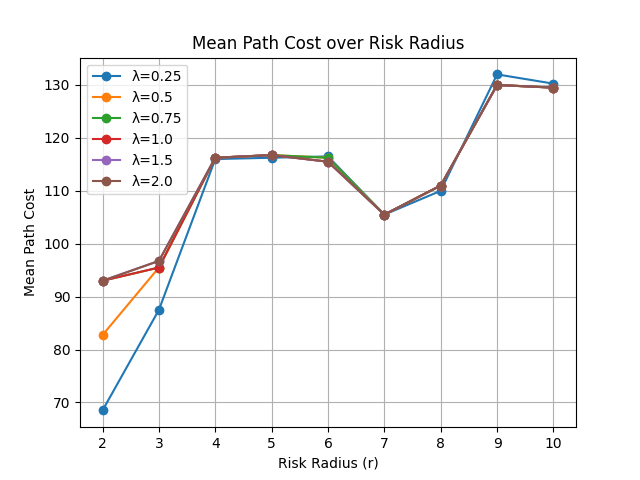 Mean Path Cost over Risk Radius
λ=0.25
λ=0.5
λ=0.75
λ=1.0
λ=1.5
λ=2.0
Mean Path Cost
130
120
110
100
90
80
70
2 3 4 5 6 7 8 9 10
Risk Radius (r)